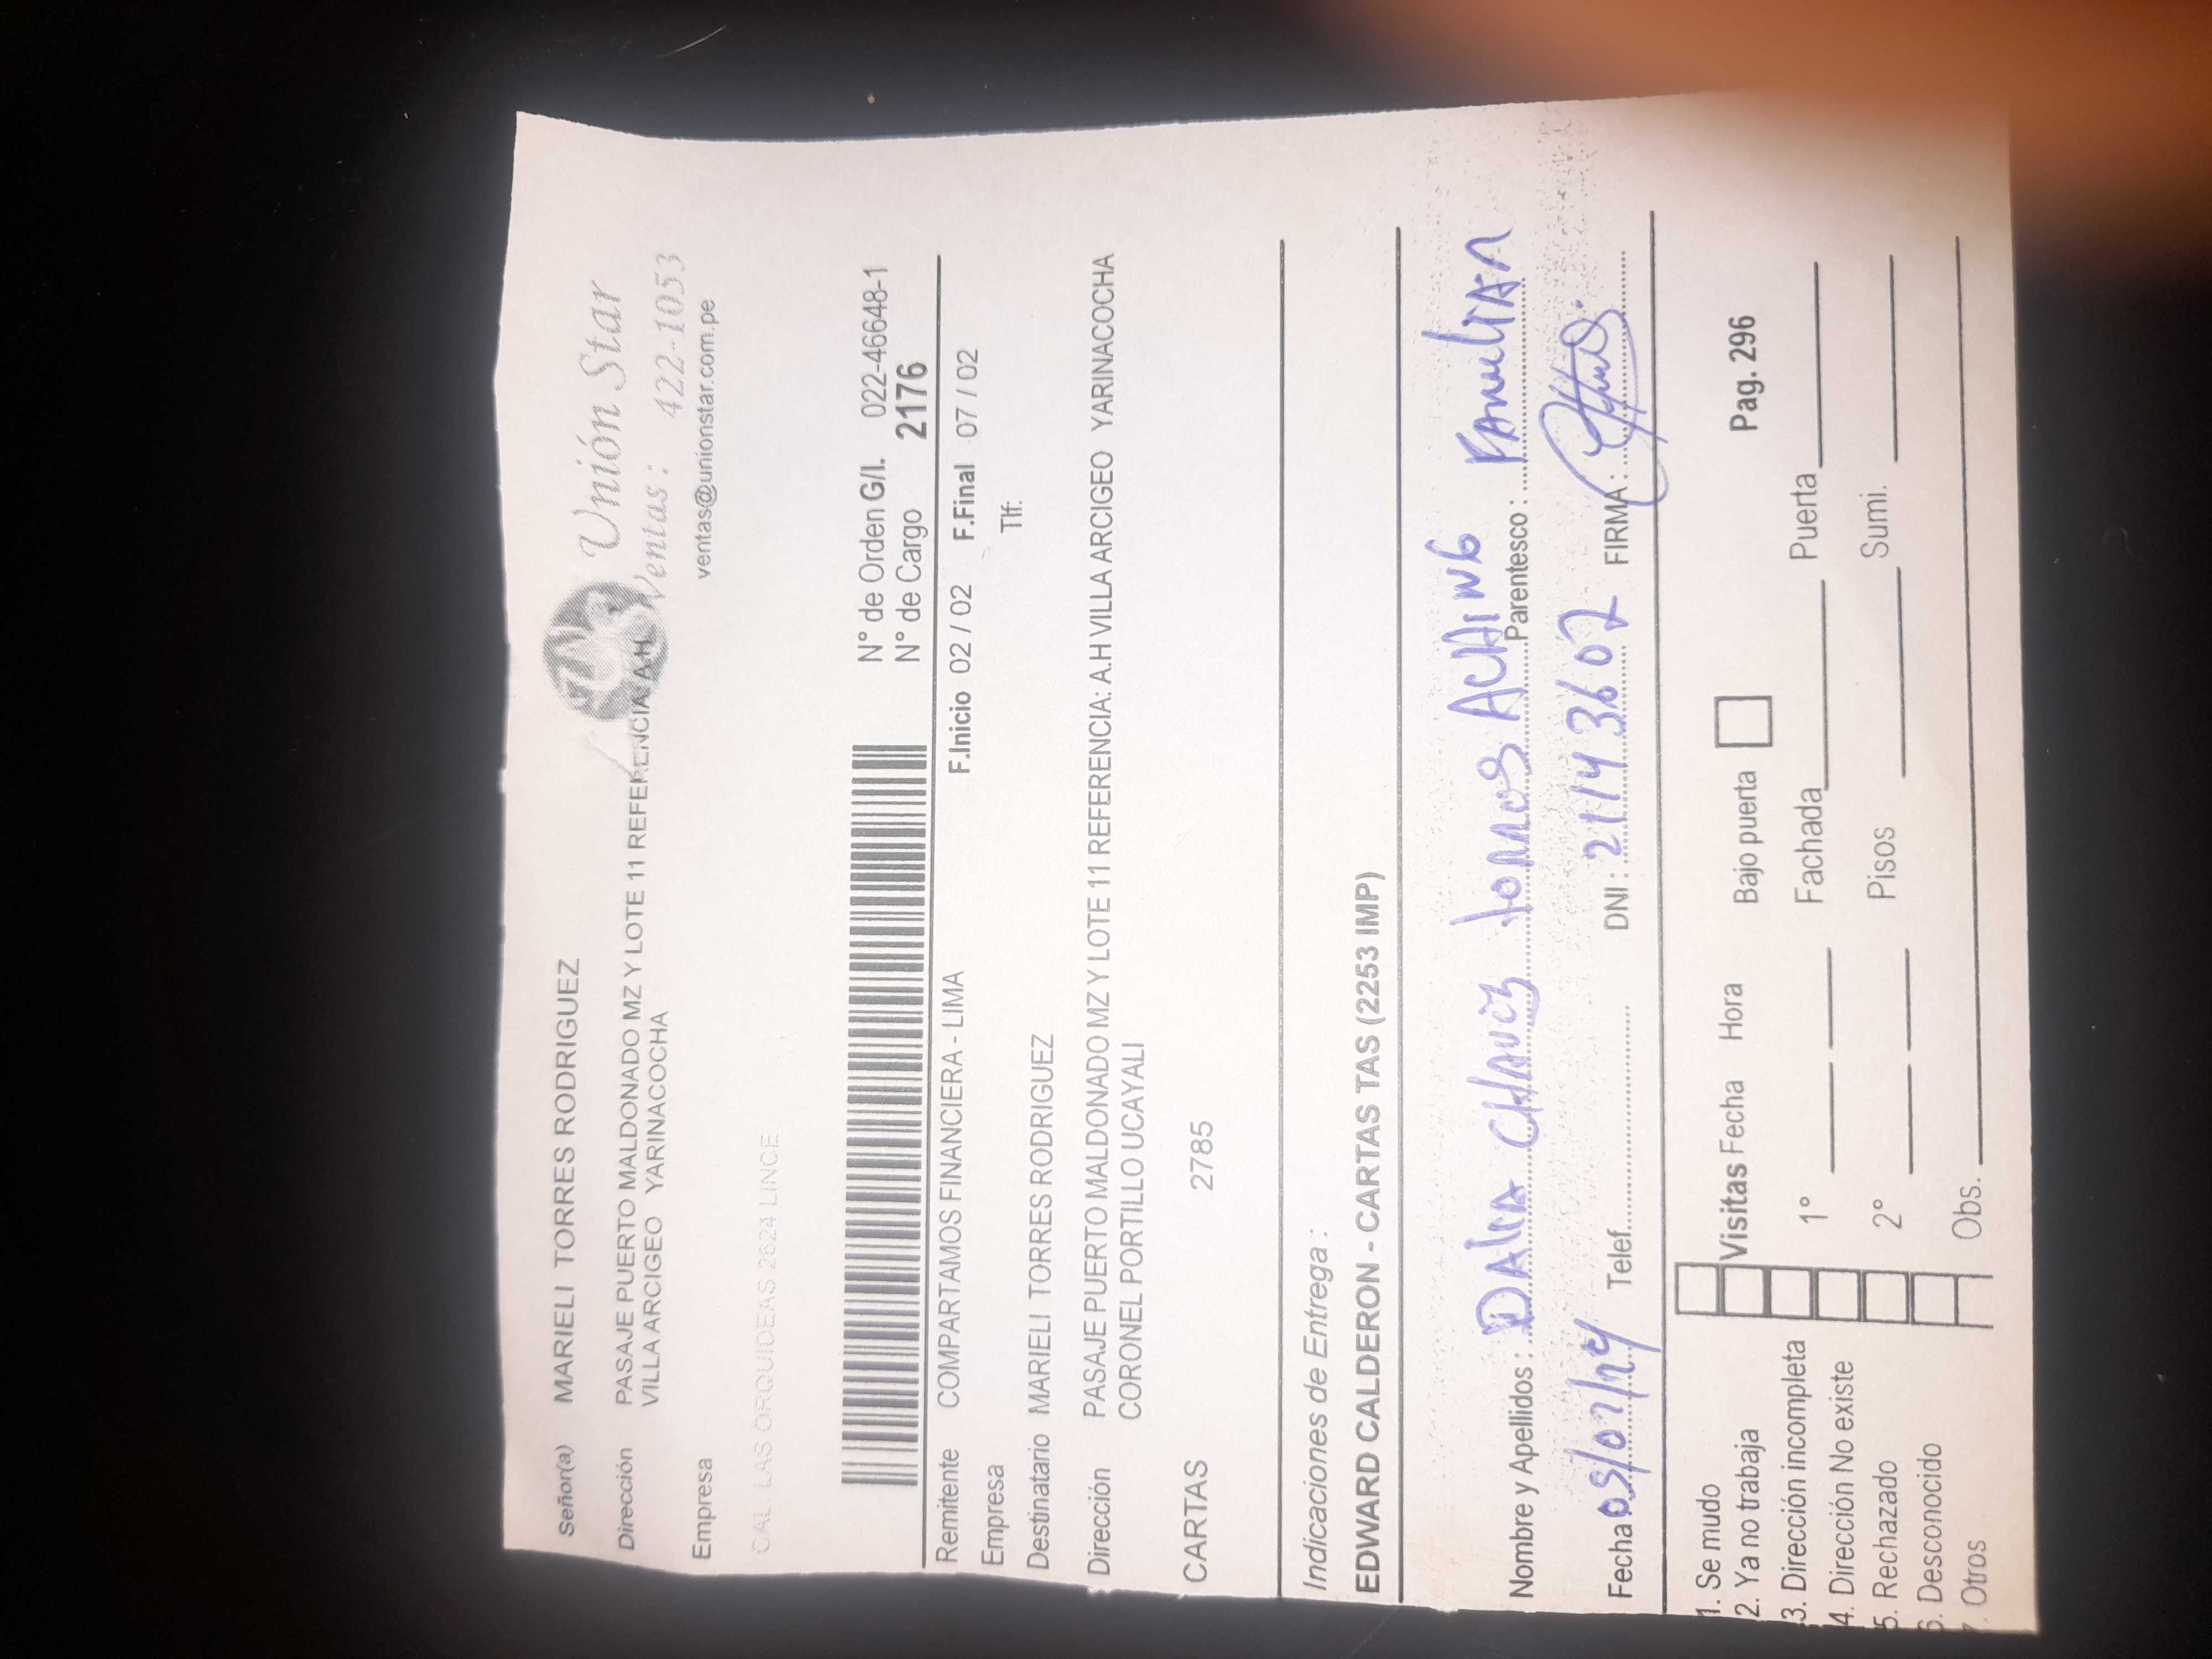 Señor(a) MARIELI TORRES RODRIGUEZ
Unión Star
Dirección PASAJE PUERTO MALDONADO MZ Y LOTE 11 REFERENCIA: A.H
Ventas: 422-1053
VILLA ARCIGEO YARINACOCHA
Empresa
ventas@unionstar.com.pe
CAL. LAS ORQUIDEAS 2624 LINCE
N° de Orden G/I. 022-46648-1
N° de Cargo 2176
Remitente COMPARTAMOS FINANCIERA - LIMA F.Inicio 02 / 02 F.Final 07 / 02
Empresa Tlf:
Destinatario MARIELI TORRES RODRIGUEZ
Dirección PASAJE PUERTO MALDONADO MZ Y LOTE 11 REFERENCIA: A.H VILLA ARCIGEO YARINACOCHA
CORONEL PORTILLO UCAYALI
CARTAS 2785
Indicaciones de Entrega :
EDWARD CALDERON - CARTAS TAS (2253 IMP)
Nombre y Apellidos : DALIA CHAVEZ ACHING Parentesco : FAMILIAR
Fecha 05/02/24 Telef. DNI : 21143607 FIRMA :
1. Se mudo
2. Ya no trabaja Visitas Fecha Hora Bajo puerta Pag. 296
3. Dirección incompleta 1° Fachada Puerta
4. Dirección No existe
5. Rechazado 2° Pisos Sumi.
6. Desconocido
7. Otros Obs.